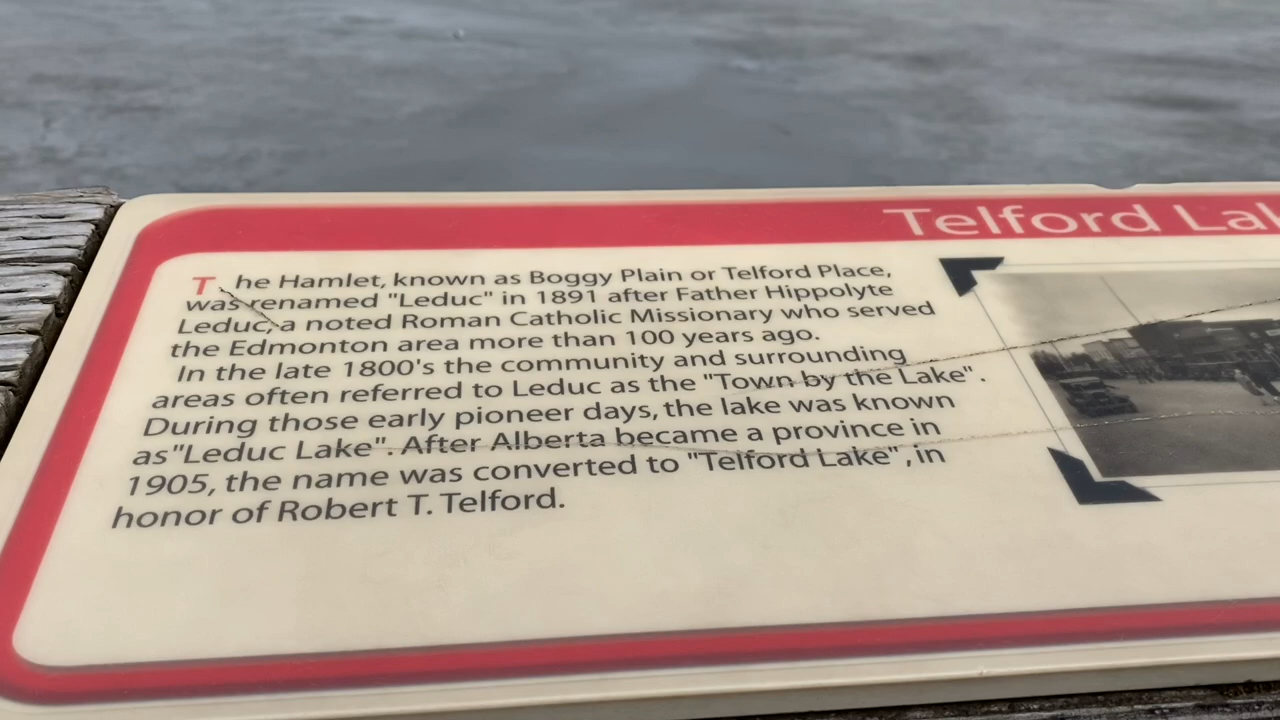 Telford
The Hamlet, known as Boggy Plain or Telford Place,
was renamed "Leduc" in 1891 after Father Hippolyte
Leduc, a noted Roman Catholic Missionary who served
the Edmonton area more than 100 years ago.
In the late 1800's the community and surrounding
areas often referred to Leduc as the "Town by the Lake".
During those early pioneer days, the lake was known
as "Leduc Lake". After Alberta became a province in
1905, the name was converted to "Telford Lake", in
honor of Robert T. Telford.